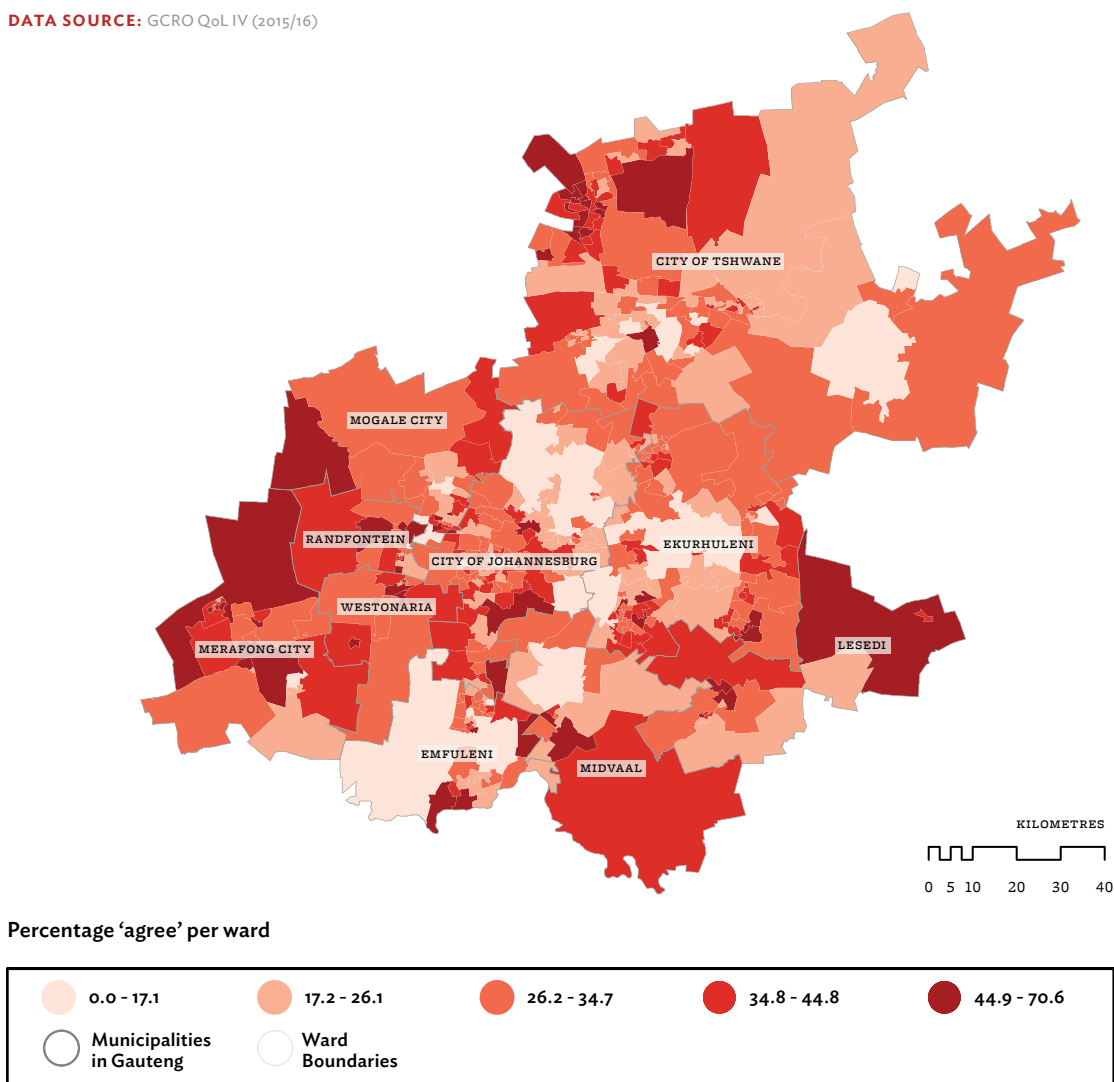 DATA SOURCE: GCRO QoL IV (2015/16)
CITY OF TSHWANE
MOGALE CITY
RANDFONTEIN
EKURHULENI
CITY OF JOHANNESBURG
WESTONARIA
LESEDI
MERAFONG CITY
EMFULENI
MIDVAAL
KILOMETRES
0 5 10 20 30 40
Percentage ‘agree’ per ward
0.0 - 17.1
17.2 - 26.1
26.2 - 34.7
34.8 - 44.8
44.9 - 70.6
Municipalities
in Gauteng
Ward
Boundaries